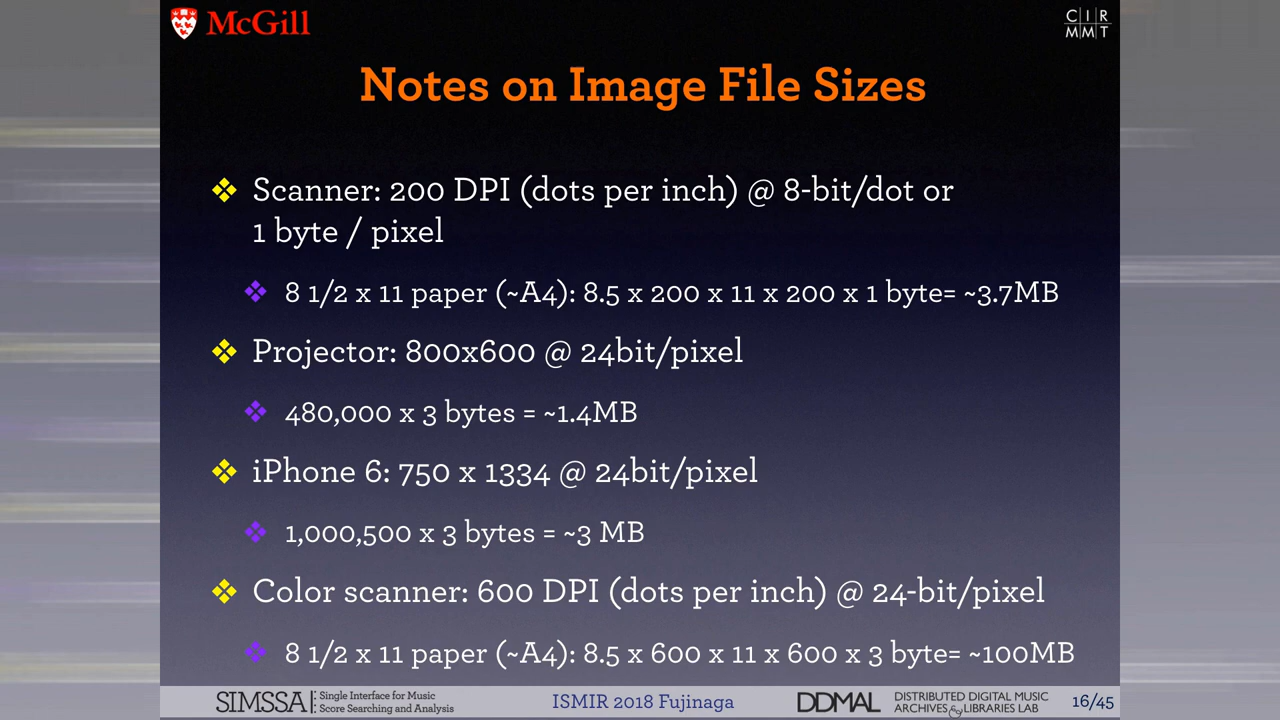 McGill
CIR
MMT
Notes on Image File Sizes
❖ Scanner: 200 DPI (dots per inch) @ 8-bit/dot or
1 byte / pixel
❖ 8 1/2 x 11 paper (~A4): 8.5 x 200 x 11 x 200 x 1 byte= ~3.7MB
❖ Projector: 800x600 @ 24bit/pixel
❖ 480,000 x 3 bytes = ~1.4MB
❖ iPhone 6: 750 x 1334 @ 24bit/pixel
❖ 1,000,500 x 3 bytes = ~3 MB
❖ Color scanner: 600 DPI (dots per inch) @ 24-bit/pixel
❖ 8 1/2 x 11 paper (~A4): 8.5 x 600 x 11 x 600 x 3 byte= ~100MB
SIMSSA
Single Interface for Music
Score Searching and Analysis
ISMIR 2018 Fujinaga
DDMAL
DISTRIBUTED DIGITAL MUSIC
ARCHIVES & LIBRARIES LAB
16/45